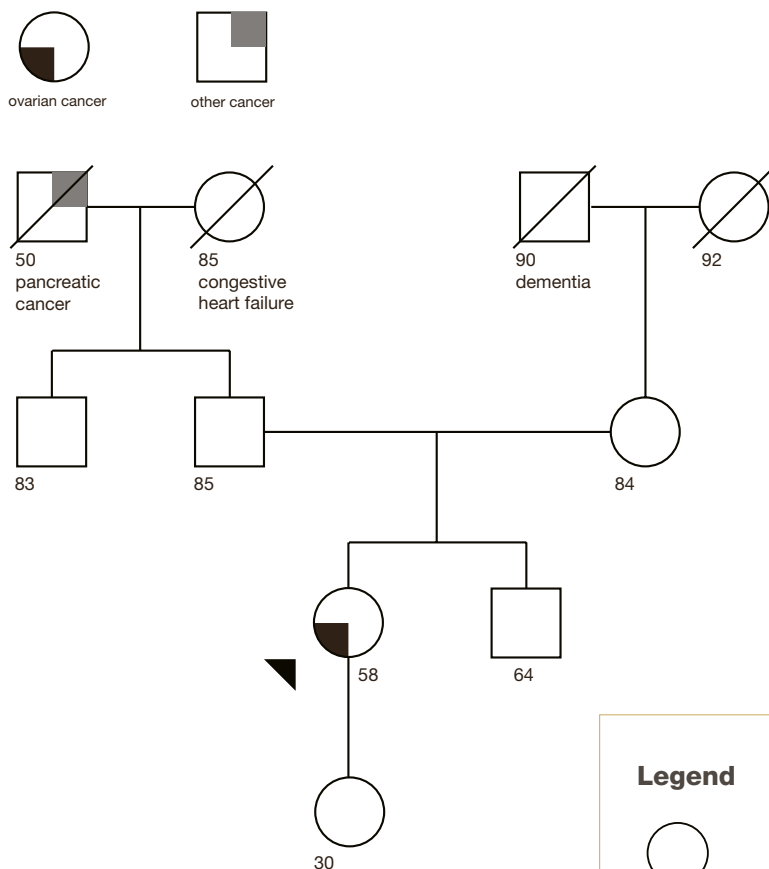 ovarian cancer
other cancer
50
pancreatic
cancer
85
congestive
heart failure
90
dementia
92
83
85
84
58
64
30
Legend